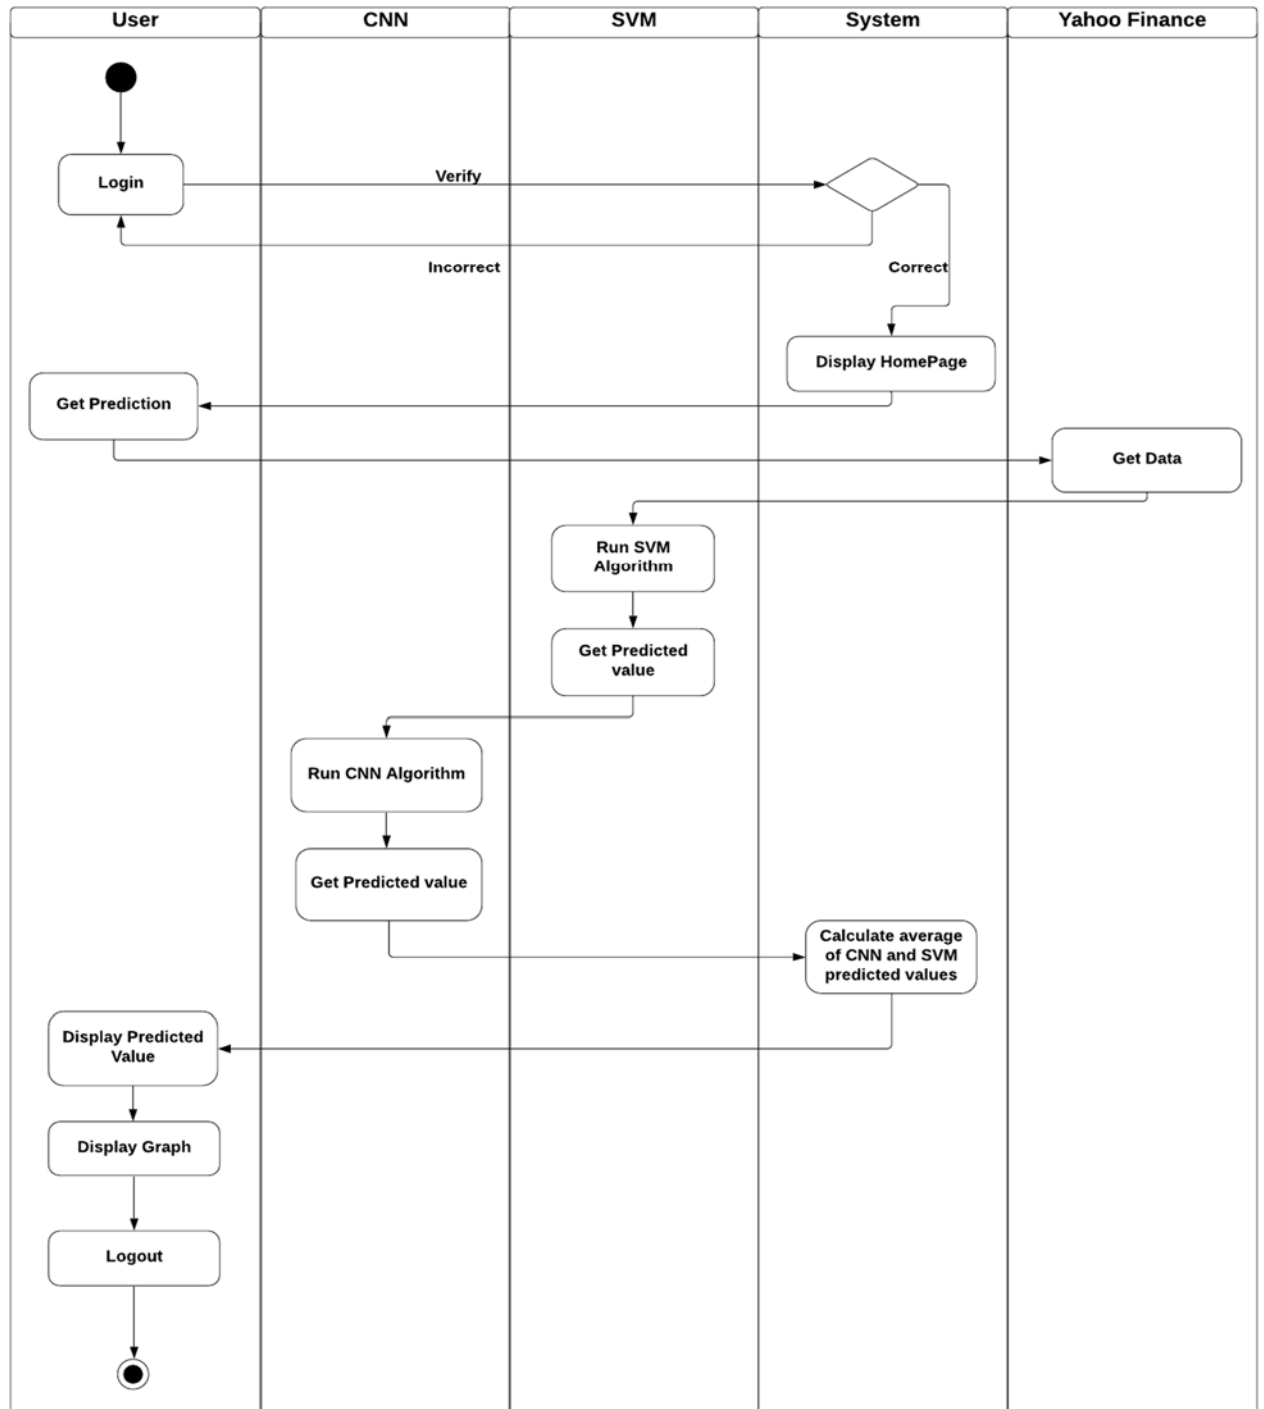 User
CNN
SVM
System
Yahoo Finance
Login
Verify
Incorrect
Correct
Display HomePage
Get Prediction
Get Data
Run SVM
Algorithm
Get Predicted
value
Run CNN Algorithm
Get Predicted value
Calculate average
of CNN and SVM
predicted values
Display Predicted
Value
Display Graph
Logout